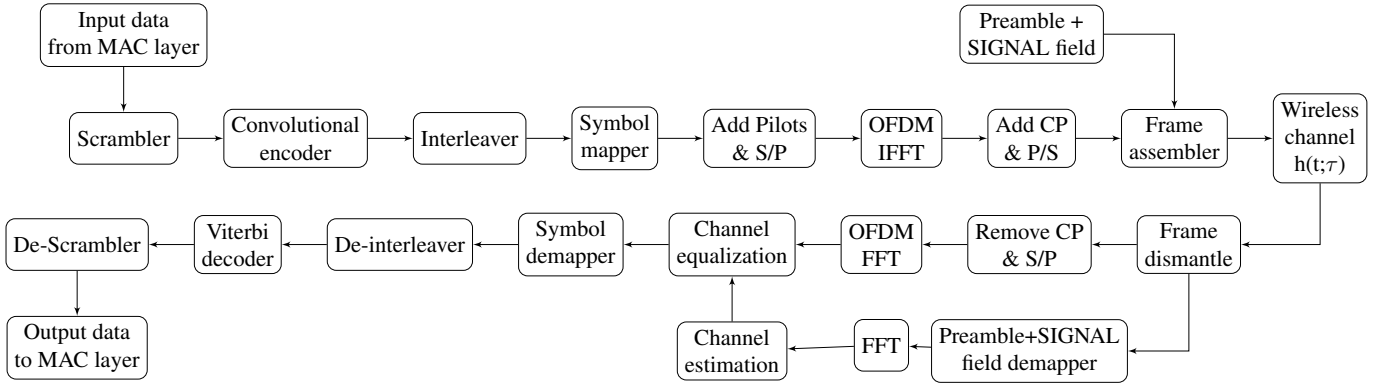 Input data
from MAC layer
Preamble +
SIGNAL field
Scrambler
Convolutional
encoder
Interleaver
Symbol
mapper
Add Pilots
& S/P
OFDM
IFFT
Add CP
& P/S
Frame
assembler
Wireless
channel
h(t;τ)
De-Scrambler
Viterbi
decoder
De-interleaver
Symbol
demapper
Channel
equalization
OFDM
FFT
Remove CP
& S/P
Frame
dismantle
Output data
to MAC layer
Channel
estimation
FFT
Preamble+SIGNAL
field demapper